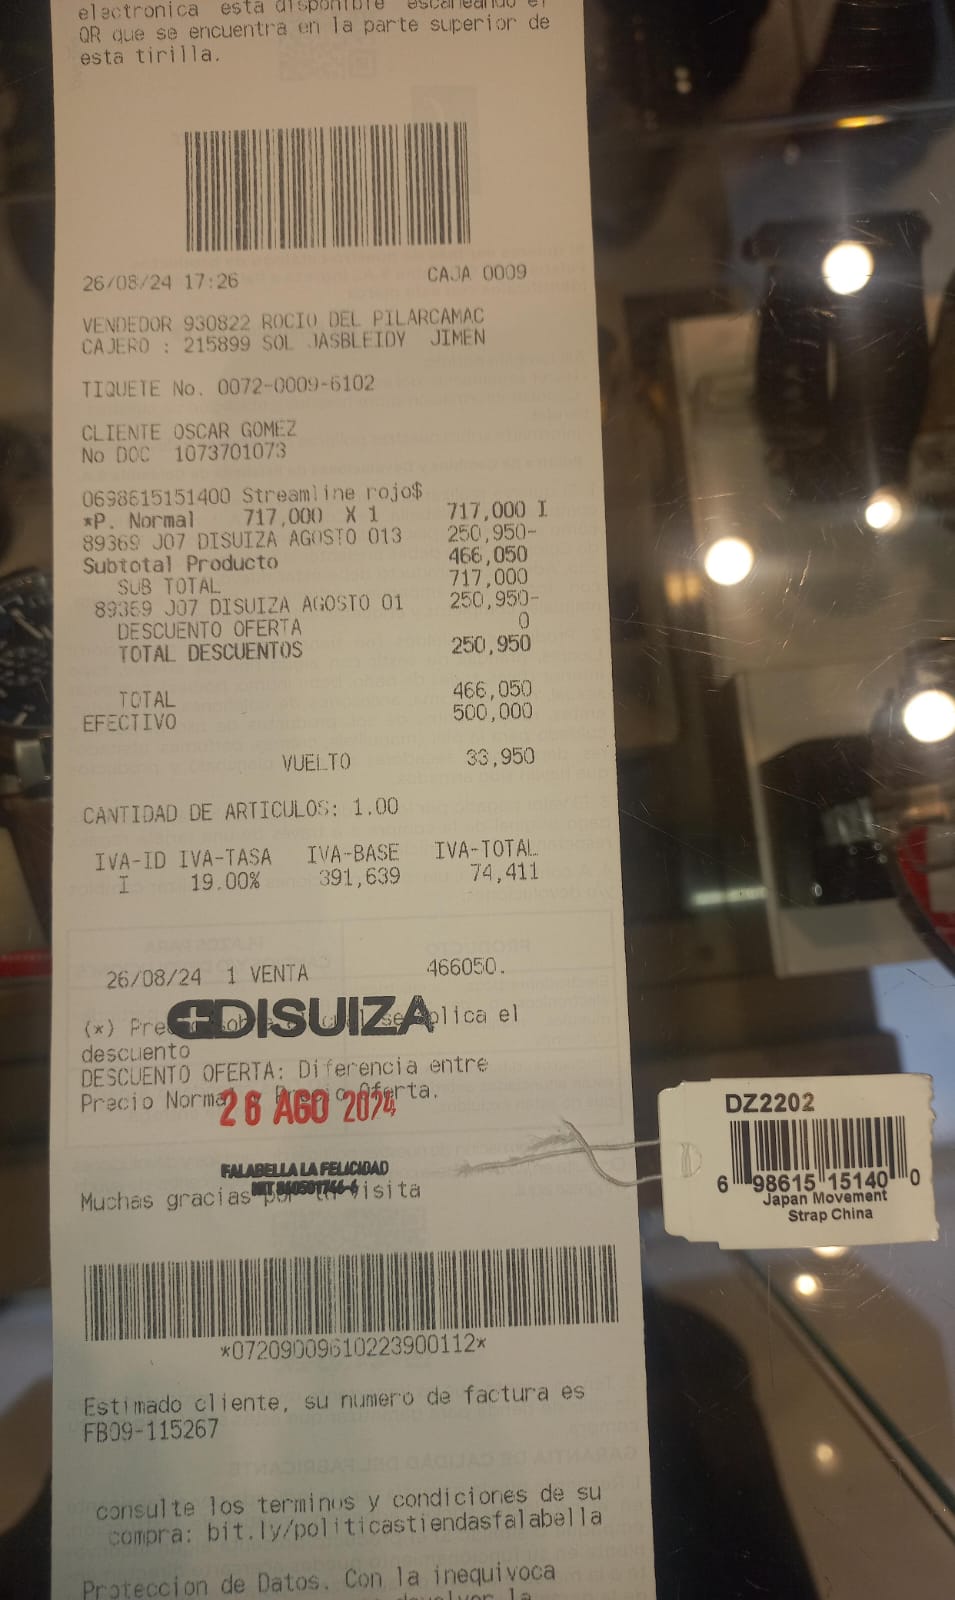 electronica esta disponible escaneando el
QR que se encuentra en la parte superior de
esta tirilla.
26/08/24 17:26 CAJA 0009
VENDEDOR 930822 ROCIO DEL PILARCAMAC
CAJERO : 215899 SOL JASBLEIDY JIMEN
TIQUETE No. 0072-0009-6102
CLIENTE OSCAR GOMEZ
No DOC 1073701073
0698615151400 Streamline rojo$
*P. Normal 717,000 X 1 717,000 I
89369 J07 DISUIZA AGOSTO 013 250,950-
Subtotal Producto 466,050
SUB TOTAL 717,000
89369 J07 DISUIZA AGOSTO 01 250,950-
DESCUENTO OFERTA 0
TOTAL DESCUENTOS 250,950
TOTAL 466,050
EFECTIVO 500,000
VUELTO 33,950
CANTIDAD DE ARTICULOS: 1.00
IVA-ID IVA-TASA IVA-BASE IVA-TOTAL
I 19.00% 391,639 74,411
26/08/24 1 VENTA 466050.
DISUIZA
(*) se aplica el
descuento
DESCUENTO OFERTA: Diferencia entre
Precio Normal y Precio Oferta.
26 AGO 2024
FALABELLA LA FELICIDAD
Muchas gracias visita
*07209009610223900112*
Estimado cliente, su numero de factura es
FB09-115267
consulte los terminos y condiciones de su
compra: bit.ly/politicastiendasfalabella
Proteccion de Datos. Con la inequivoca
DZ2202
6 98615 15140 0
Japan Movement
Strap China